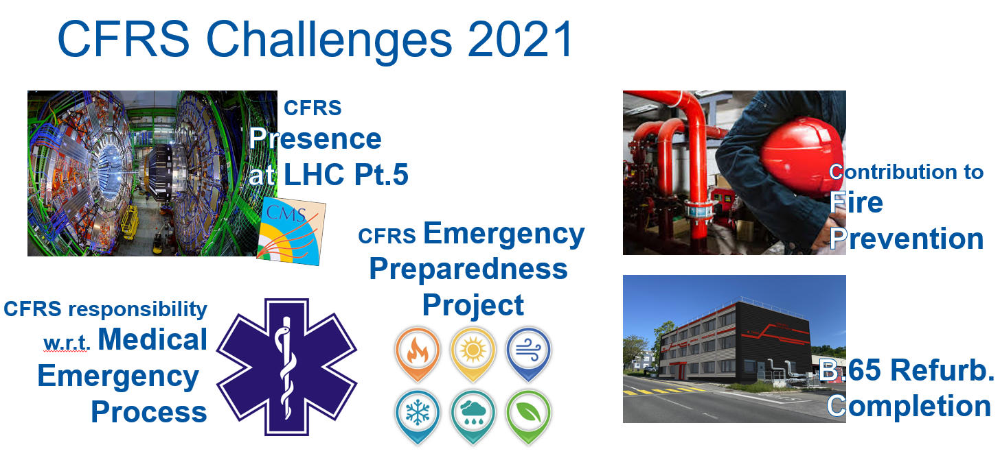 CFRS Challenges 2021
CFRS
Presence
at LHC Pt.5
CMS
CFRS Emergency
Preparedness
Project
CFRS responsibility
w.r.t. Medical
Emergency
Process
Contribution to
Fire
Prevention
B.65 Refurb.
Completion